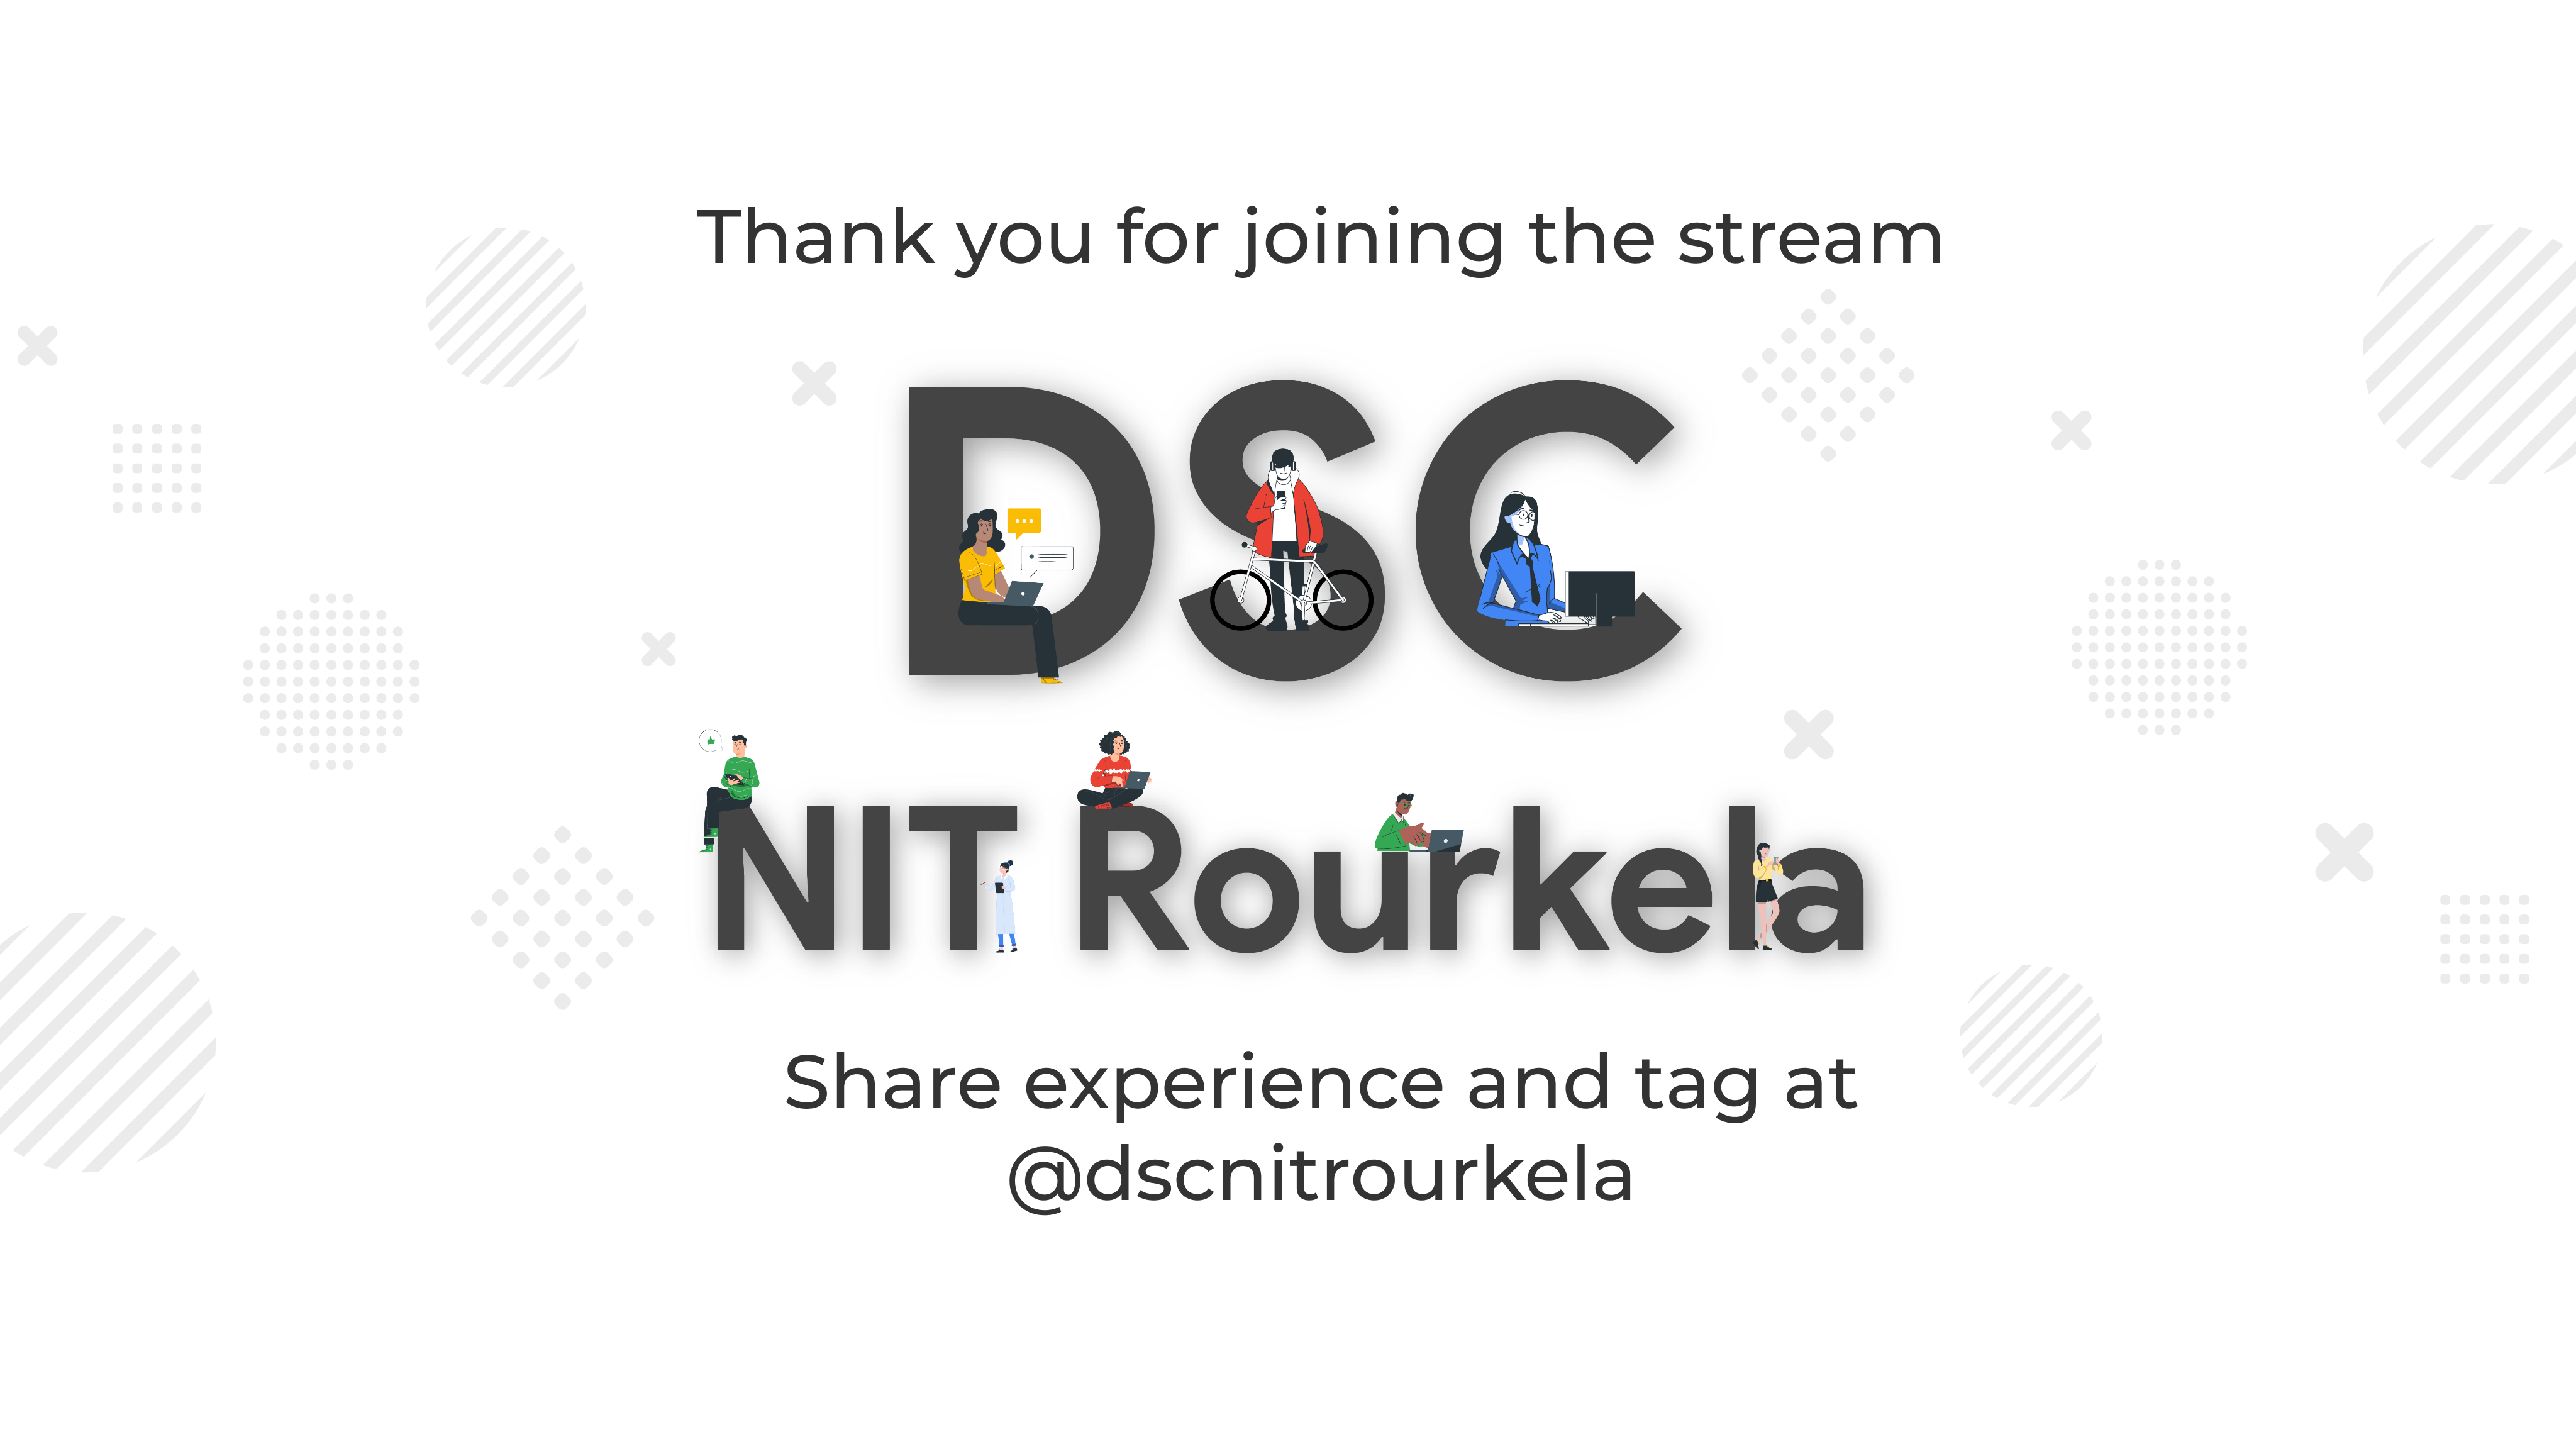 Thank you for joining the stream
DSC
NIT Rourkela
Share experience and tag at
@dscnitrourkela